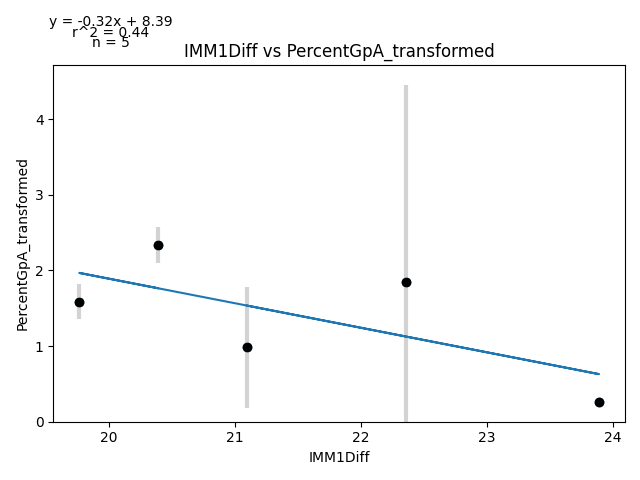 y = -0.32x + 8.39
r^2 = 0.44
n = 5
IMM1Diff vs PercentGpA_transformed
PercentGpA_transformed
4
3
2
1
0
20 21 22 23 24
IMM1Diff